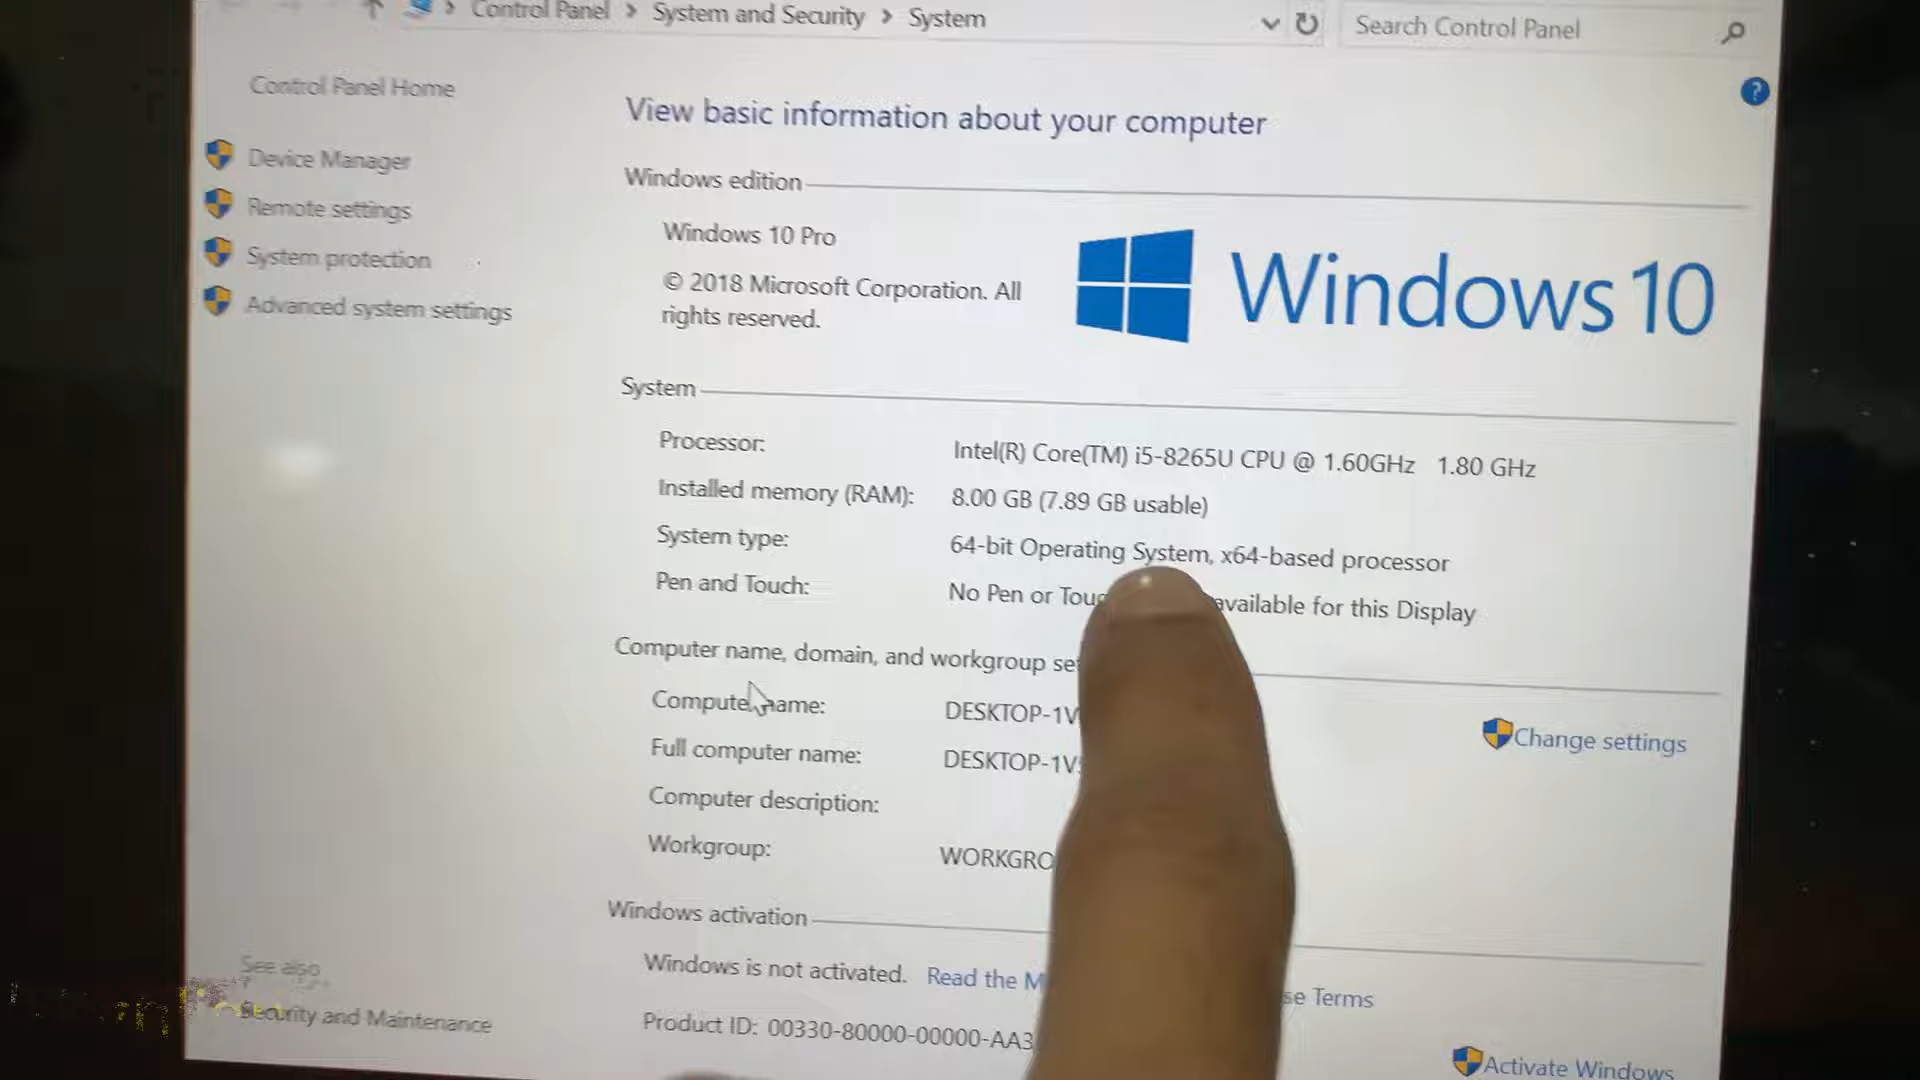 Control Panel > System and Security > System
Search Control Panel
Control Panel Home
Device Manager
Remote settings
System protection
Advanced system settings
See also
Security and Maintenance
View basic information about your computer
Windows edition
Windows 10 Pro
© 2018 Microsoft Corporation. All
rights reserved.
Windows 10
System
Processor: Intel(R) Core(TM) i5-8265U CPU @ 1.60GHz 1.80 GHz
Installed memory (RAM): 8.00 GB (7.89 GB usable)
System type: 64-bit Operating System, x64-based processor
Pen and Touch: No Pen or available for this Display
Computer name, domain, and workgroup
Computer name: DESKTOP-1V
Full computer name: DESKTOP-1V
Computer description:
Workgroup: WORKGRO
Change settings
Windows activation
Windows is not activated. Read the Terms
Product ID: 00330-80000-00000-AA3
Activate Windows